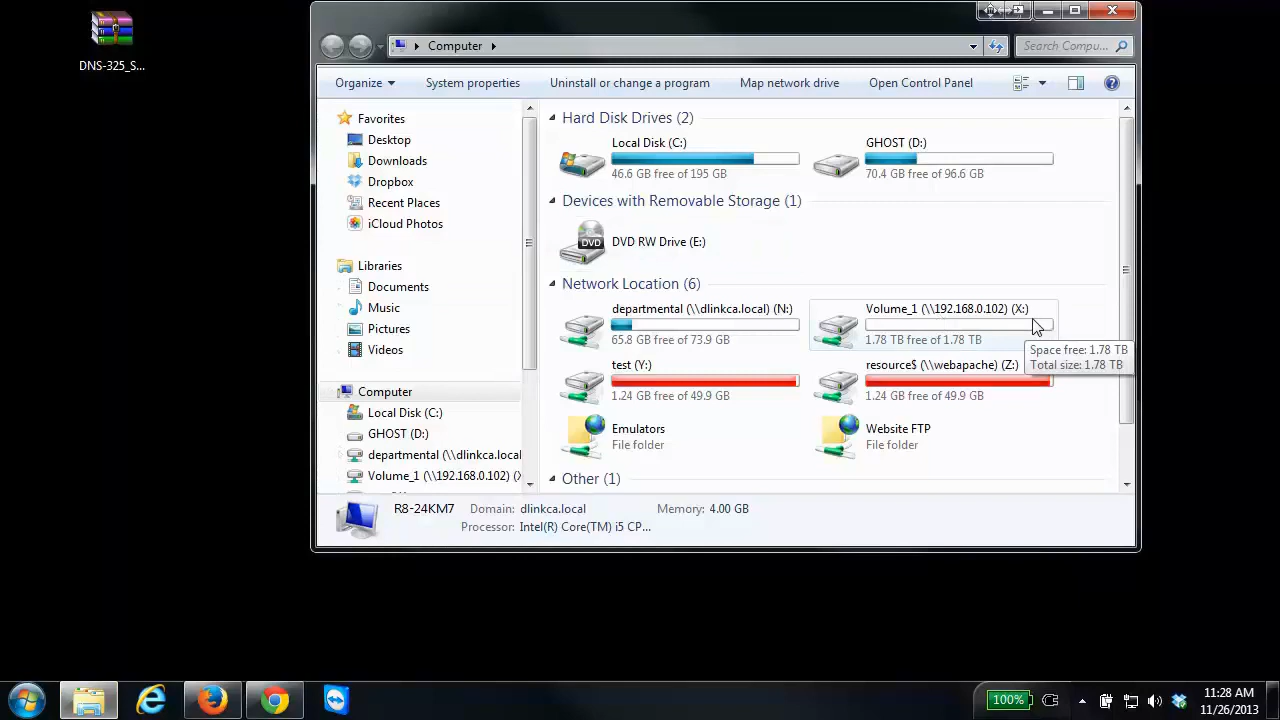 DNS-325_S...
Computer
Search Compu...
Organize
System properties
Uninstall or change a program
Map network drive
Open Control Panel
Favorites
Desktop
Downloads
Dropbox
Recent Places
iCloud Photos
Libraries
Documents
Music
Pictures
Videos
Computer
Local Disk (C:)
GHOST (D:)
departmental (\\dlinkca.local
Volume_1 (\\192.168.0.102) (X
Hard Disk Drives (2)
Local Disk (C:)
46.6 GB free of 195 GB
GHOST (D:)
70.4 GB free of 96.6 GB
Devices with Removable Storage (1)
DVD
DVD RW Drive (E:)
Network Location (6)
departmental (\\dlinkca.local) (N:)
65.8 GB free of 73.9 GB
Volume_1 (\\192.168.0.102) (X:)
1.78 TB free of 1.78 TB
Space free: 1.78 TB
Total size: 1.78 TB
test (Y:)
1.24 GB free of 49.9 GB
resource$ (\\webapache) (Z:)
1.24 GB free of 49.9 GB
Emulators
File folder
Website FTP
File folder
Other (1)
R8-24KM7
Domain: dlinkca.local
Memory: 4.00 GB
Processor: Intel(R) Core(TM) i5 CP...
100%
11:28 AM
11/26/2013